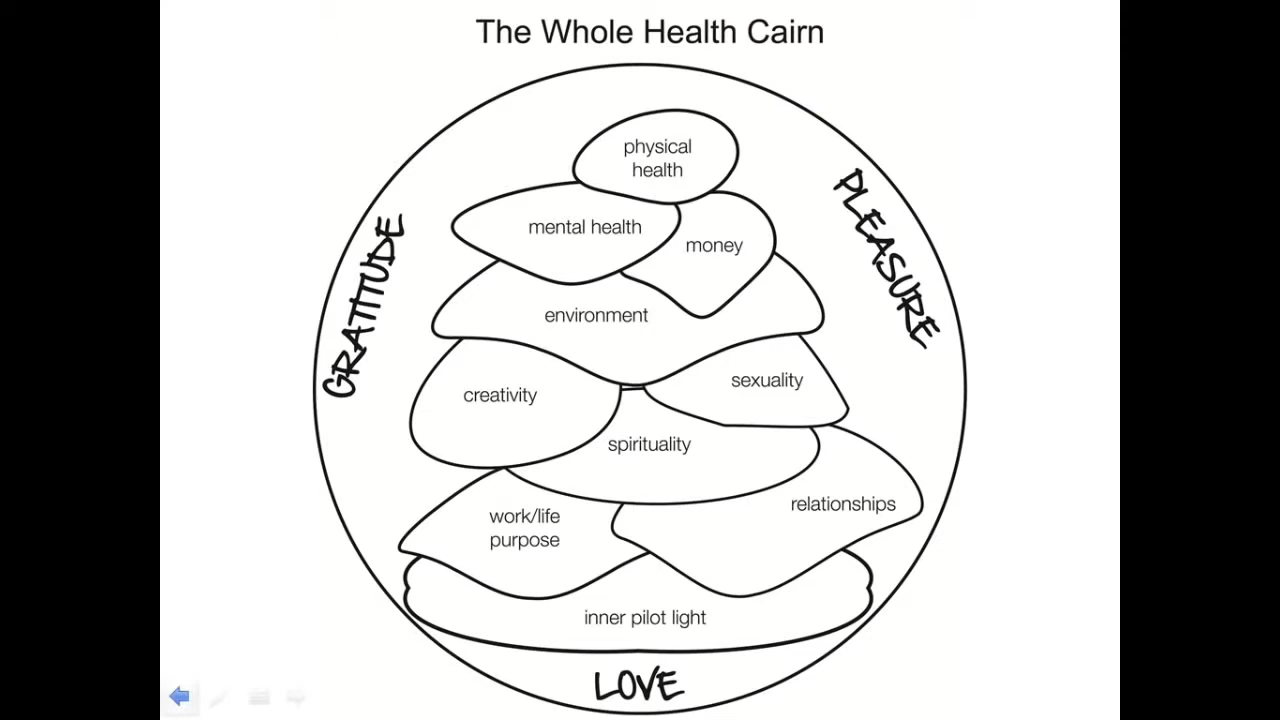 The Whole Health Cairn
physical
health
mental health
money
environment
creativity
sexuality
spirituality
work/life
purpose
relationships
inner pilot light
GRATITUDE
PLEASURE
LOVE